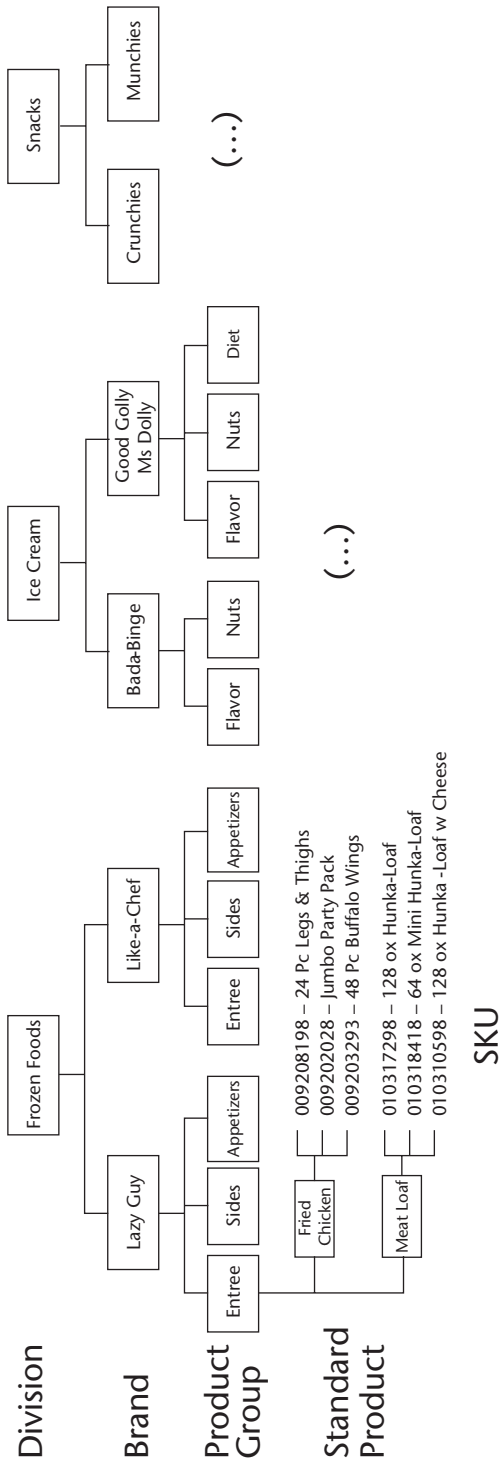 Division
Frozen Foods
Ice Cream
Snacks
Brand
Lazy Guy
Like-a-Chef
Bada-Binge
Good Golly
Ms Dolly
Crunchies
Munchies
Product
Group
Entree
Sides
Appetizers
Entree
Sides
Appetizers
Flavor
Nuts
Flavor
Nuts
Diet
(...)
Standard
Product
Fried
Chicken
009208198 – 24 Pc Legs & Thighs
009202028 – Jumbo Party Pack
009203293 – 48 Pc Buffalo Wings
(...)
Meat Loaf
010317298 – 128 ox Hunka-Loaf
010318418 – 64 ox Mini Hunka-Loaf
010310598 – 128 ox Hunka -Loaf w Cheese
SKU